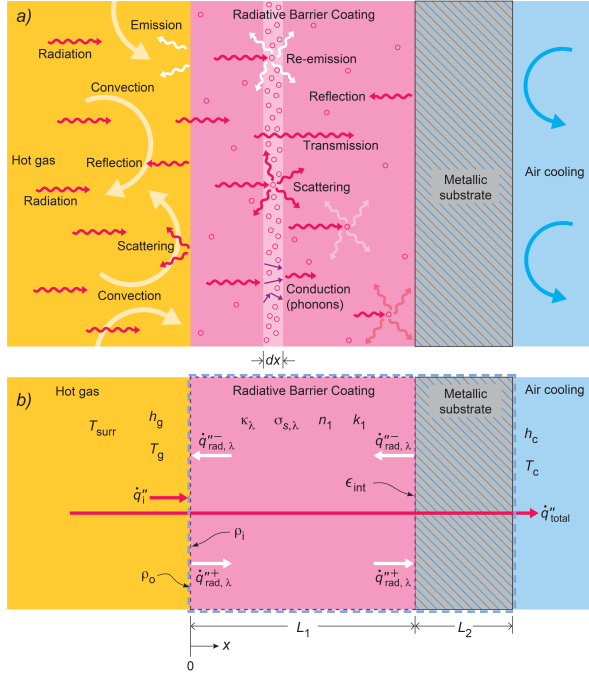 a)
Emission
Radiative Barrier Coating
Radiation
Re-emission
Convection
Reflection
Transmission
Hot gas
Reflection
Metallic
substrate
Air cooling
Radiation
Scattering
Scattering
Convection
Conduction
(phonons)
dx
b)
Hot gas
Radiative Barrier Coating
Metallic
substrate
Air cooling
T_surr
h_g
κ_λ
σ_s,λ
n_1
k_1
h_c
T_g
q̇″⁻_rad, λ
q̇″⁻_rad, λ
T_c
q̇″_i
ϵ_int
q̇″_total
ρ_i
ρ_o
q̇″⁺_rad, λ
q̇″⁺_rad, λ
L_1
L_2
x
0